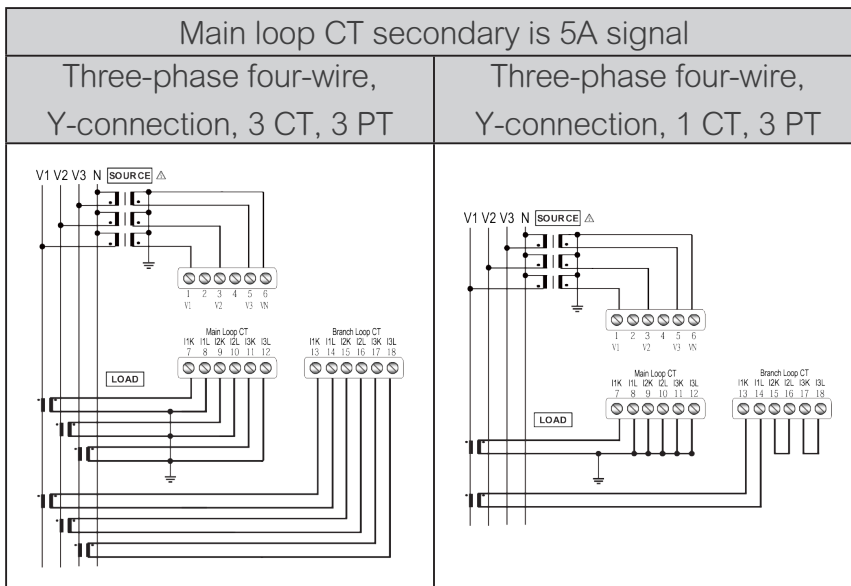 Main loop CT secondary is 5A signal
Three-phase four-wire,
Y-connection, 3 CT, 3 PT
Three-phase four-wire,
Y-connection, 1 CT, 3 PT
V1 V2 V3 N SOURCE
1 2 3 4 5 6
V1 V2 V3 VN
Main Loop CT
I1K I1L I2K I2L I3K I3L
7 8 9 10 11 12
Branch Loop CT
I1K I1L I2K I2L I3K I3L
13 14 15 16 17 18
LOAD
V1 V2 V3 N SOURCE
1 2 3 4 5 6
V1 V2 V3 VN
Main Loop CT
I1K I1L I2K I2L I3K I3L
7 8 9 10 11 12
Branch Loop CT
I1K I1L I2K I2L I3K I3L
13 14 15 16 17 18
LOAD